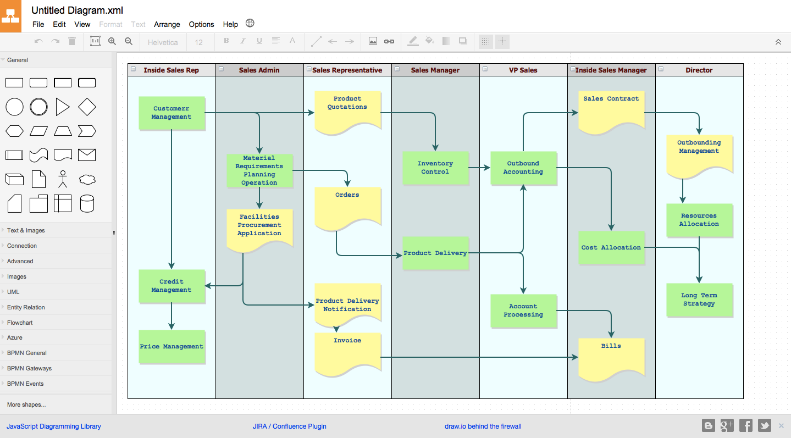 Untitled Diagram.xml
File Edit View Format Text Arrange Options Help
Helvetica 12
General
Text & Images
Connection
Advanced
Images
UML
Entity Relation
Flowchart
Azure
BPMN General
BPMN Gateways
BPMN Events
More shapes...
Inside Sales Rep
Sales Admin
Sales Representative
Sales Manager
VP Sales
Inside Sales Manager
Director
Customerr
Management
Product
Quctations
Sales Contract
Outbounding
Management
Material
Requirements
Planning
Operation
Inventory
Control
Outbound
Accounting
Orders
Facilities
Procurement
Application
Resources
Allocation
Product Delivery
Cost Allocation
Credit
Management
Product Delivery
Notification
Account
Processing
Long Term
Strategy
Price Management
Invoice
Bills
JavaScript Diagramming Library
JIRA / Confluence Plugin
draw.io behind the firewall